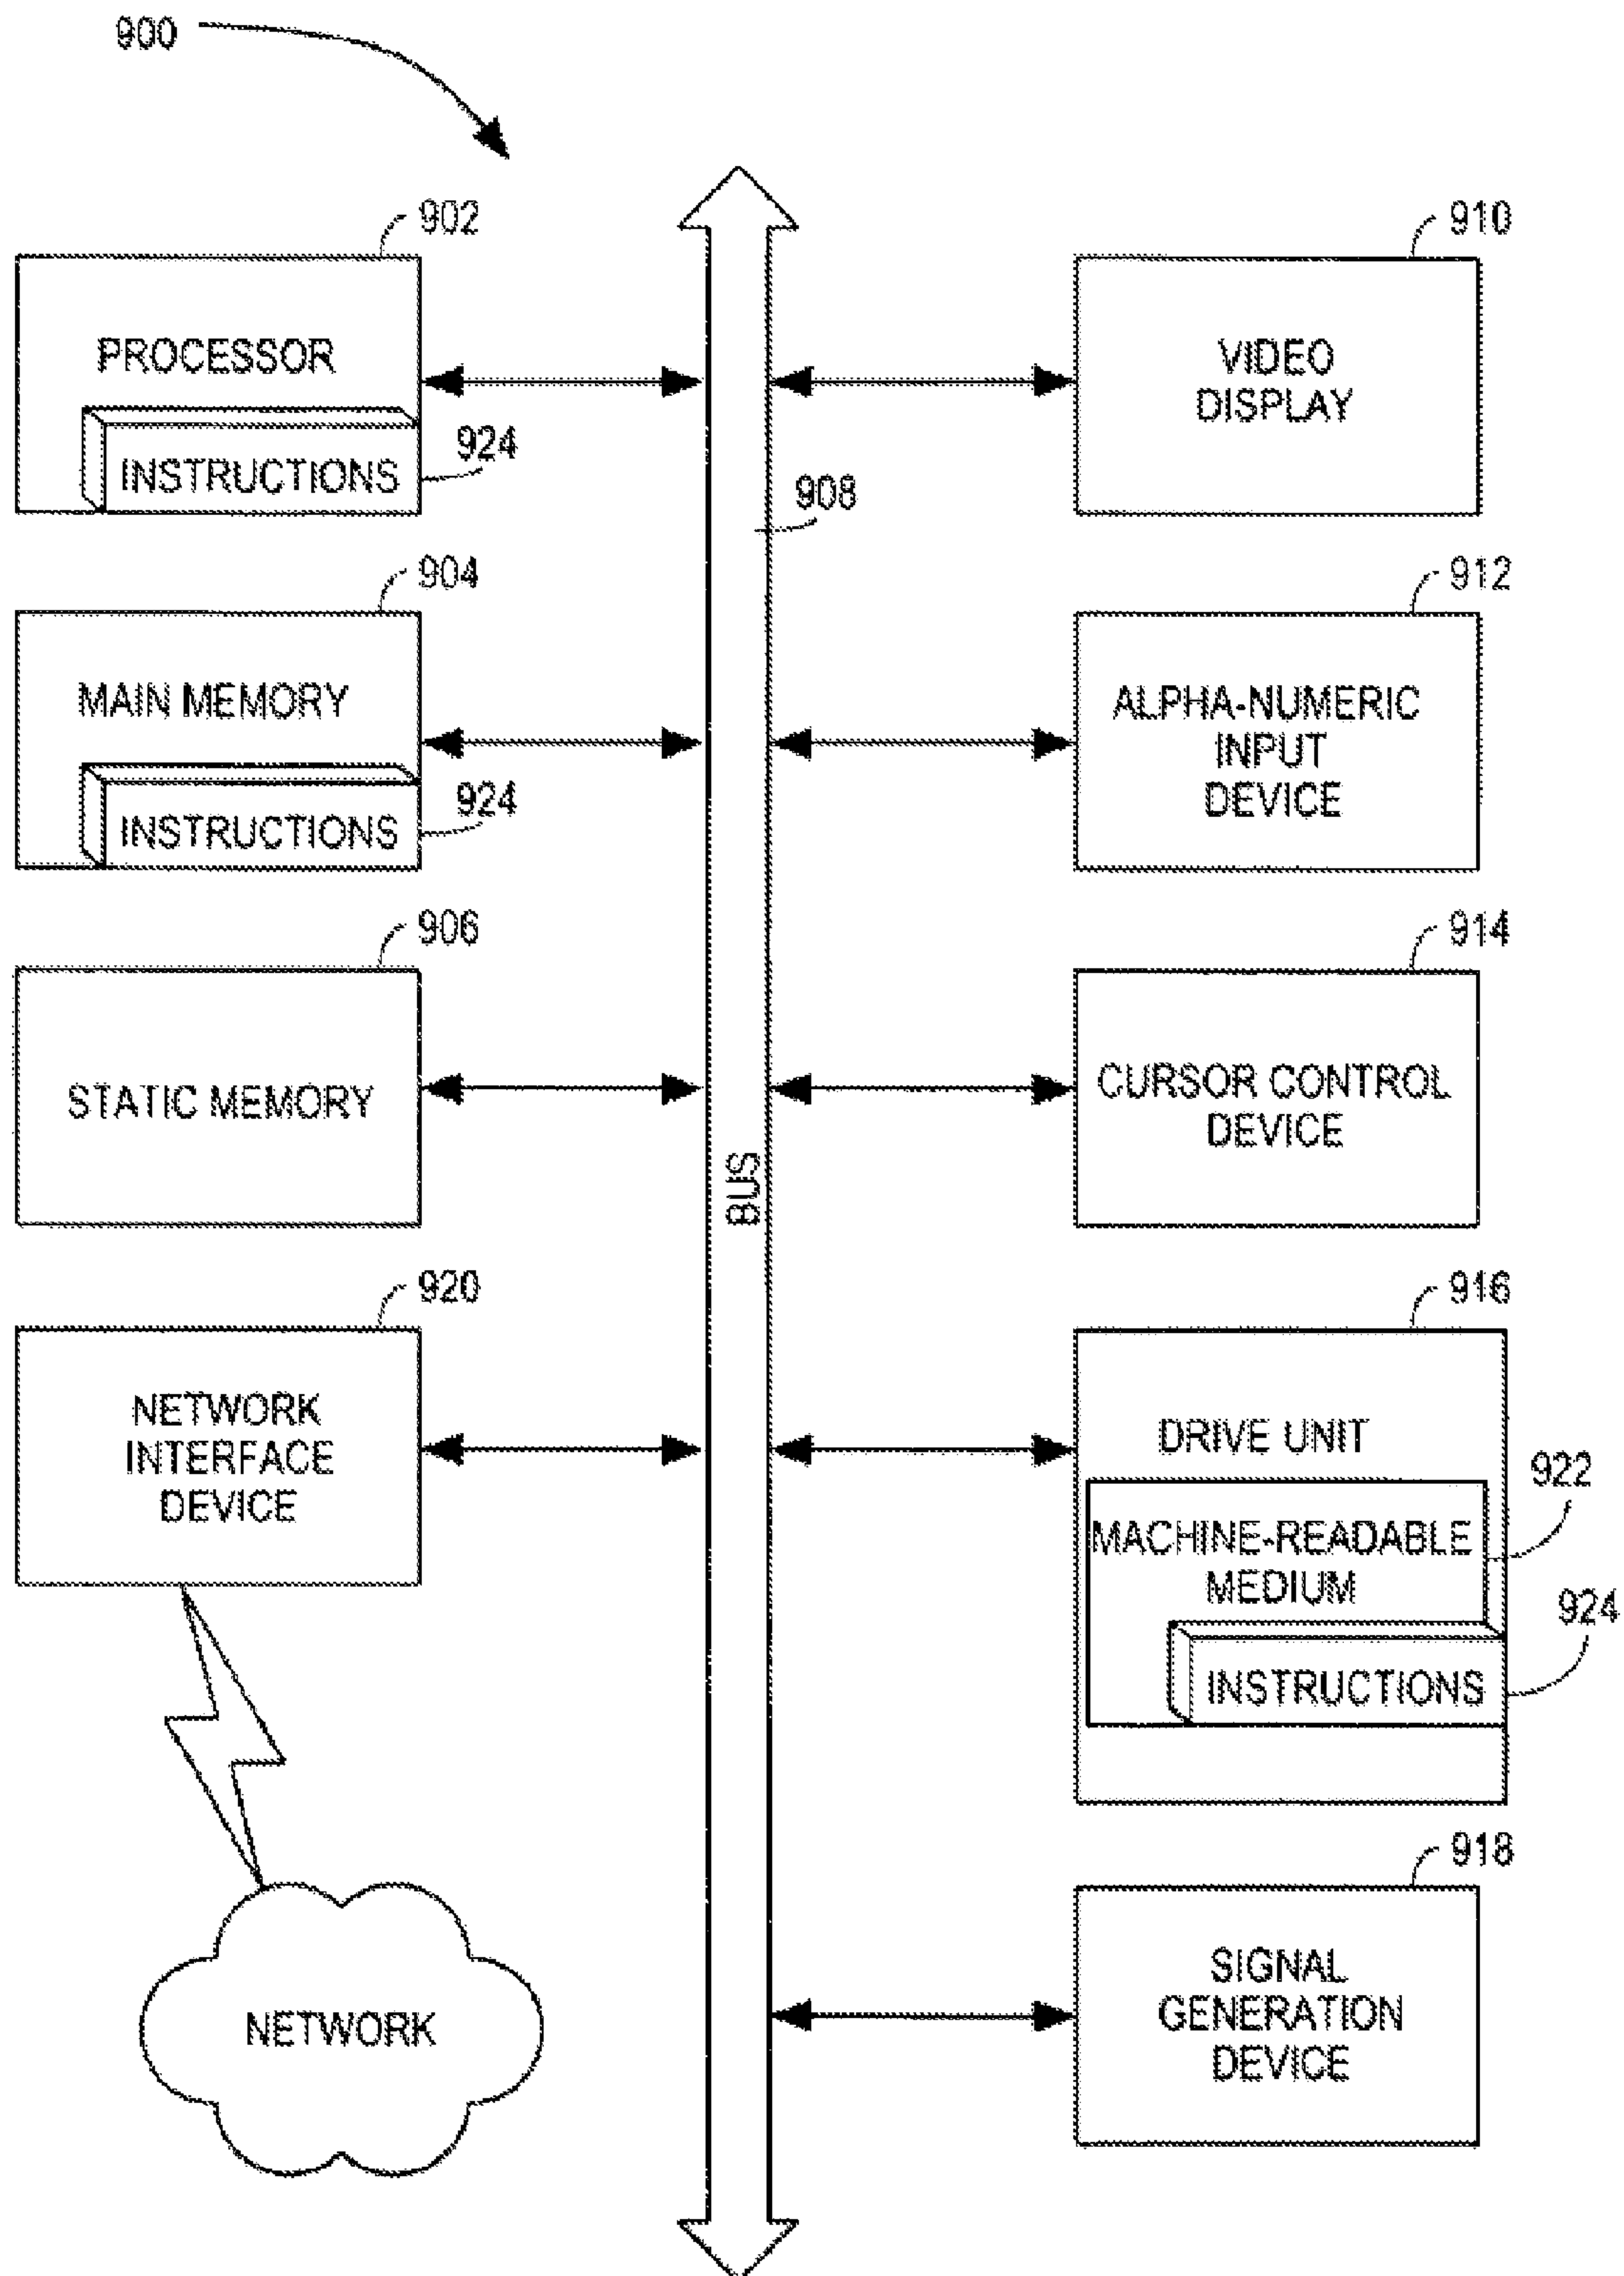 900
902
PROCESSOR
INSTRUCTIONS
924
904
MAIN MEMORY
INSTRUCTIONS
924
906
STATIC MEMORY
920
NETWORK
INTERFACE
DEVICE
NETWORK
908
BUS
910
VIDEO
DISPLAY
912
ALPHA-NUMERIC
INPUT
DEVICE
914
CURSOR CONTROL
DEVICE
916
DRIVE UNIT
922
MACHINE-READABLE
MEDIUM
924
INSTRUCTIONS
918
SIGNAL
GENERATION
DEVICE